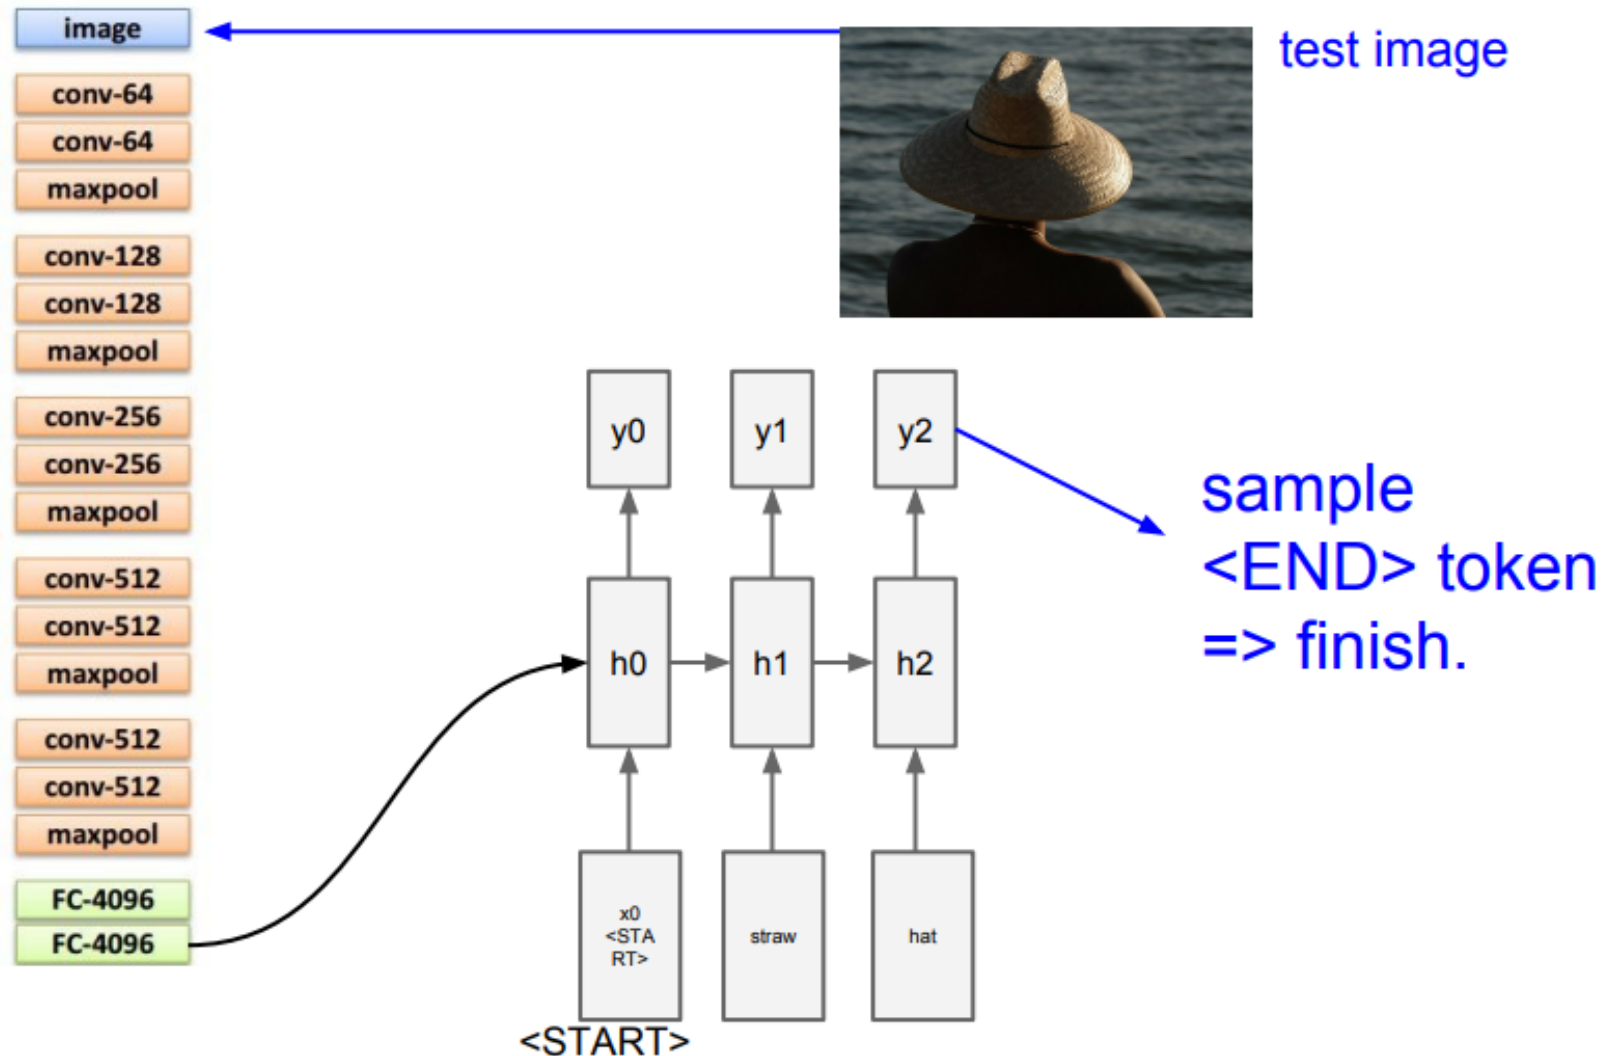 image
conv-64
conv-64
maxpool
conv-128
conv-128
maxpool
conv-256
conv-256
maxpool
conv-512
conv-512
maxpool
conv-512
conv-512
maxpool
FC-4096
FC-4096
test image
y0
y1
y2
sample
<END> token
=> finish.
h0
h1
h2
x0
<STA
RT>
straw
hat
<START>